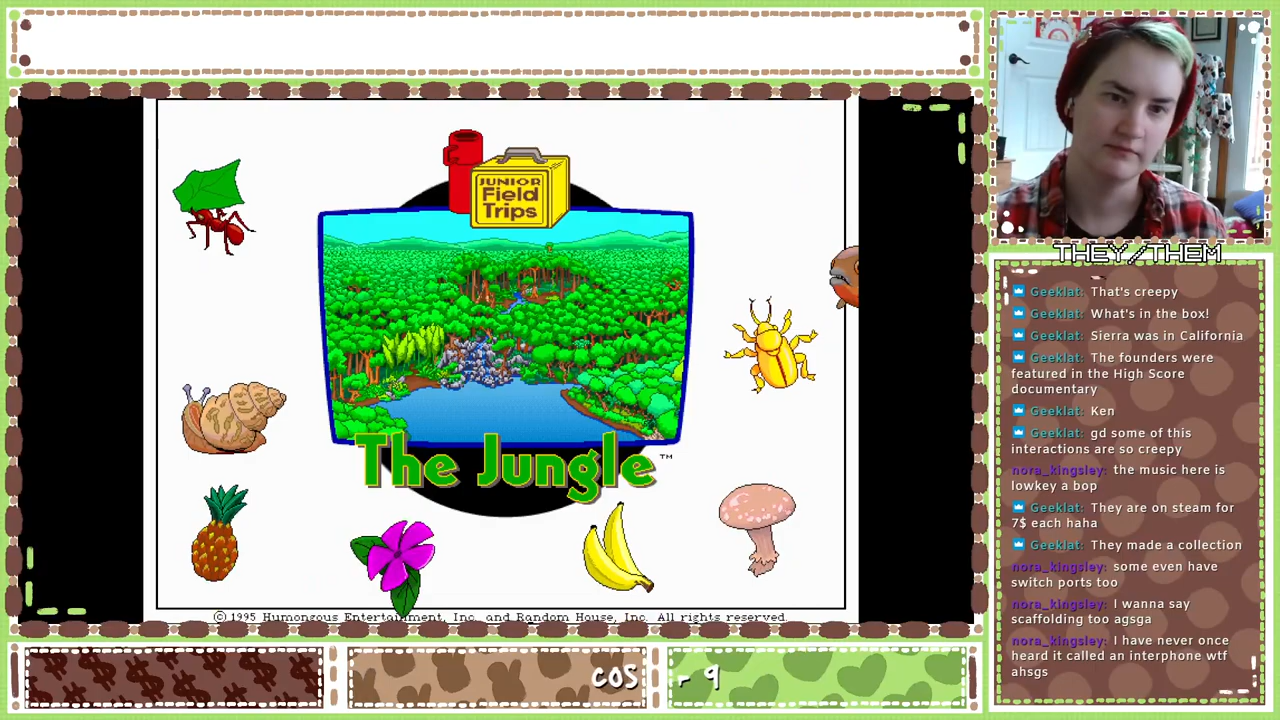 JUNIOR
Field
Trips
The Jungle™
© 1995 Humongous Entertainment, Inc. and Random House, Inc. All rights reserved.
THEY/THEM
Geeklat: That's creepy
Geeklat: What's in the box!
Geeklat: Sierra was in California
Geeklat: The founders were
featured in the High Score
documentary
Geeklat: Ken
Geeklat: gd some of this
interactions are so creepy
nora_kingsley: the music here is
lowkey a bop
Geeklat: They are on steam for
7$ each haha
Geeklat: They made a collection
nora_kingsley: some even have
switch ports too
nora_kingsley: I wanna say
scaffolding too agsga
nora_kingsley: I have never once
heard it called an interphone wtf
ahsgs
cos
- 9